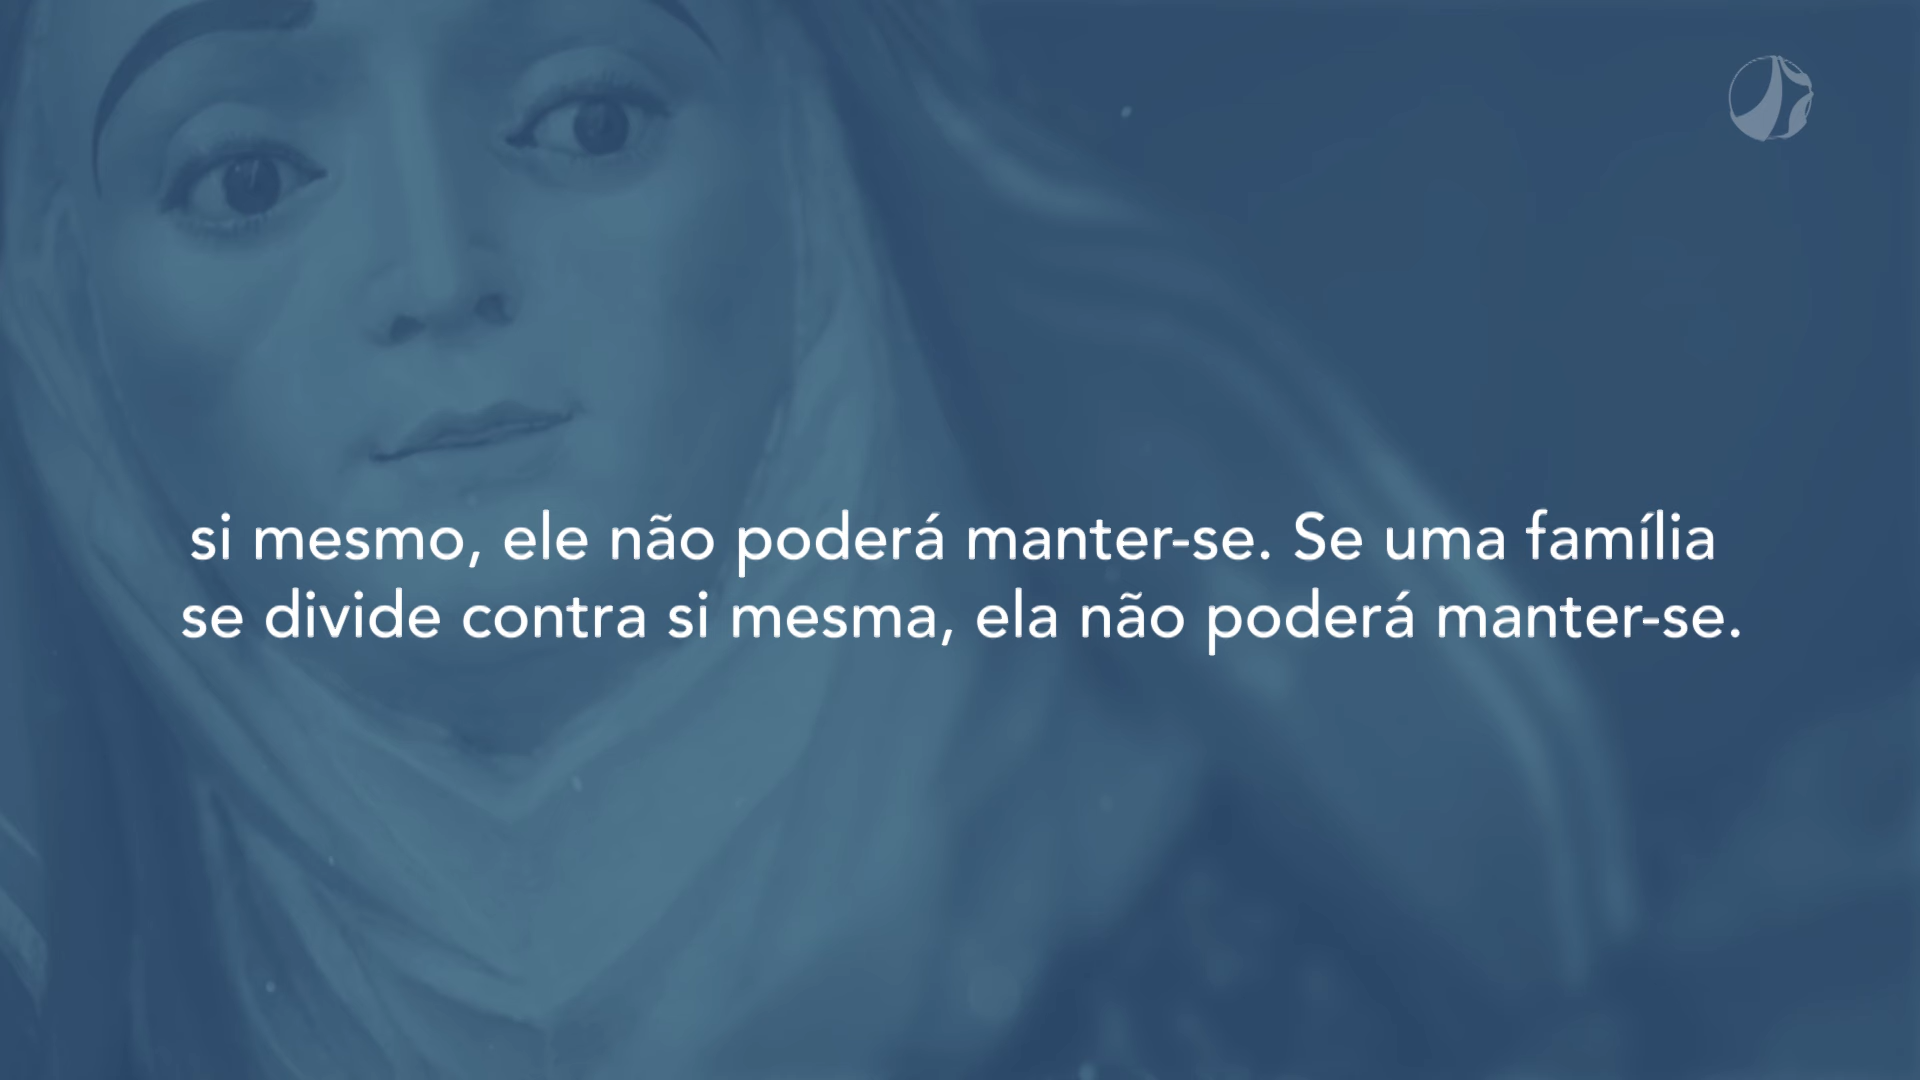 si mesmo, ele não poderá manter-se. Se uma família
se divide contra si mesma, ela não poderá manter-se.